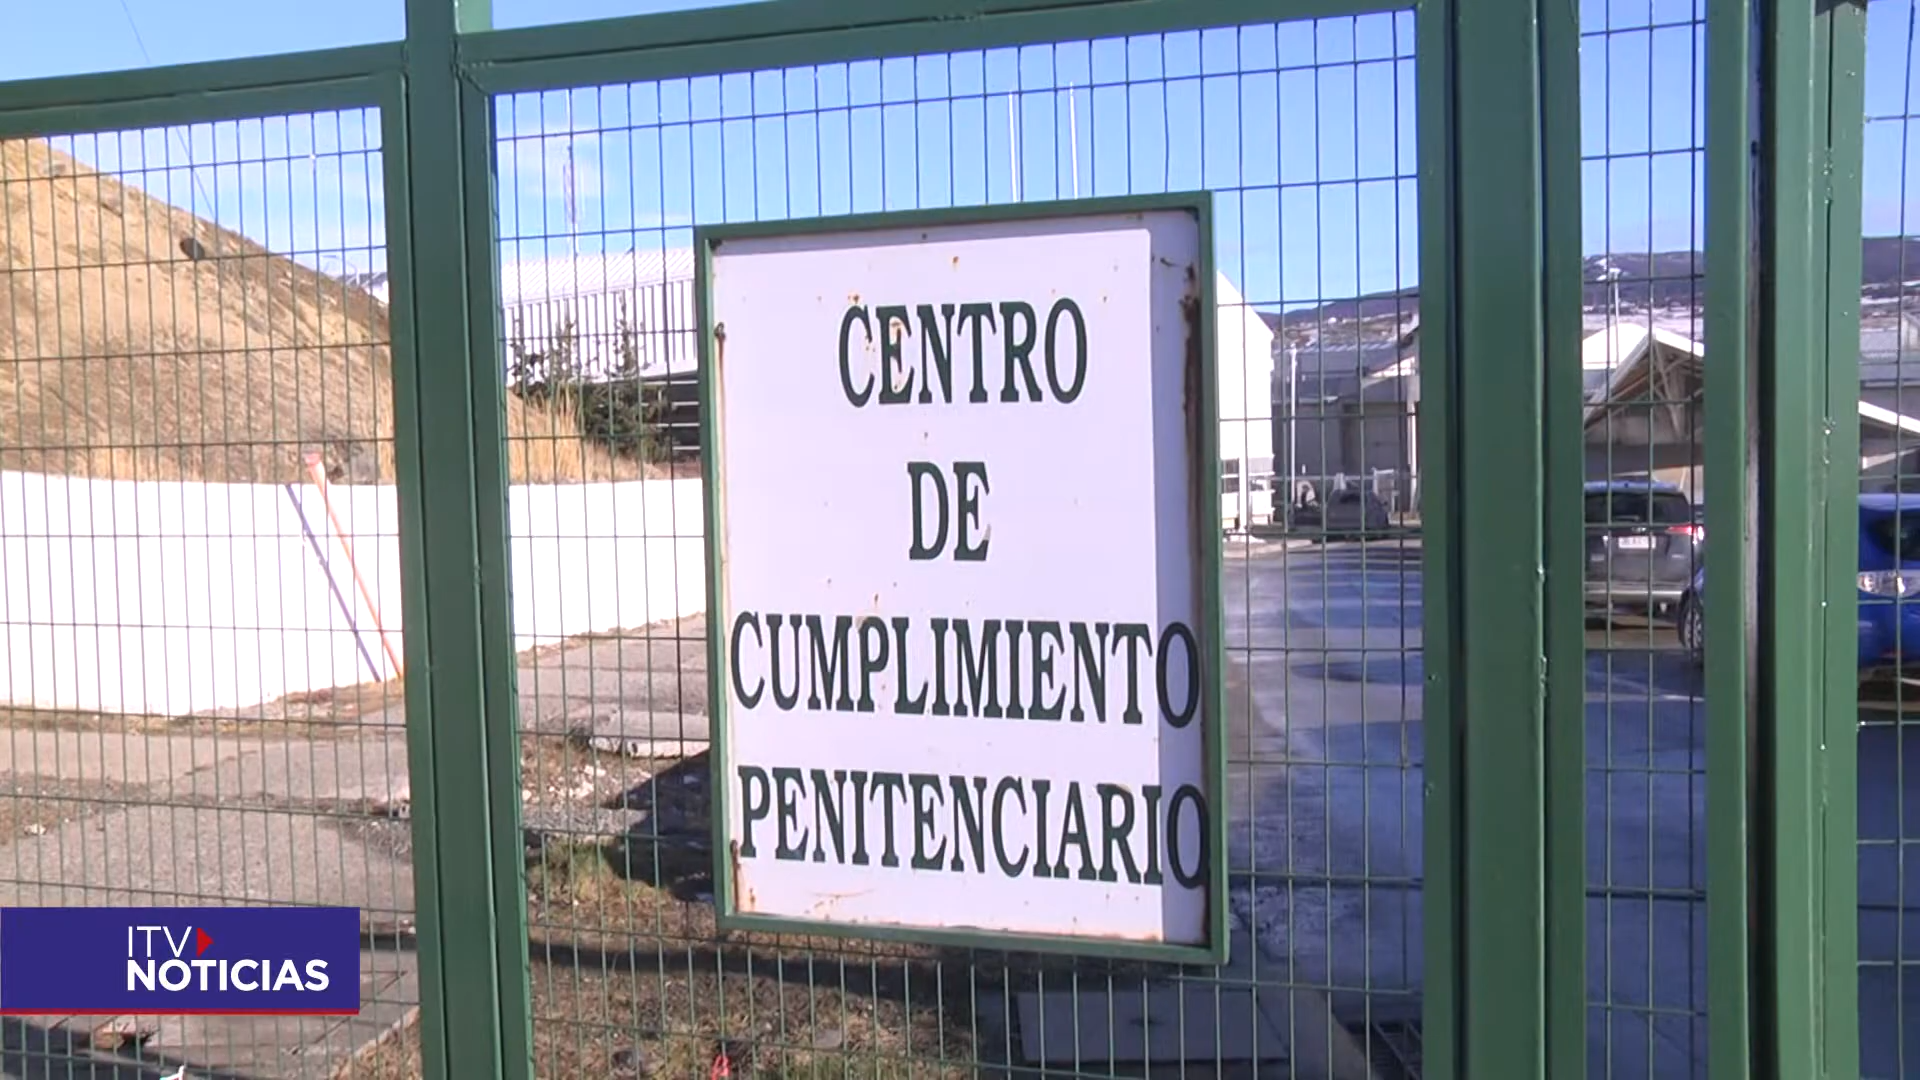 CENTRO
DE
CUMPLIMIENTO
PENITENCIARIO
ITV
NOTICIAS